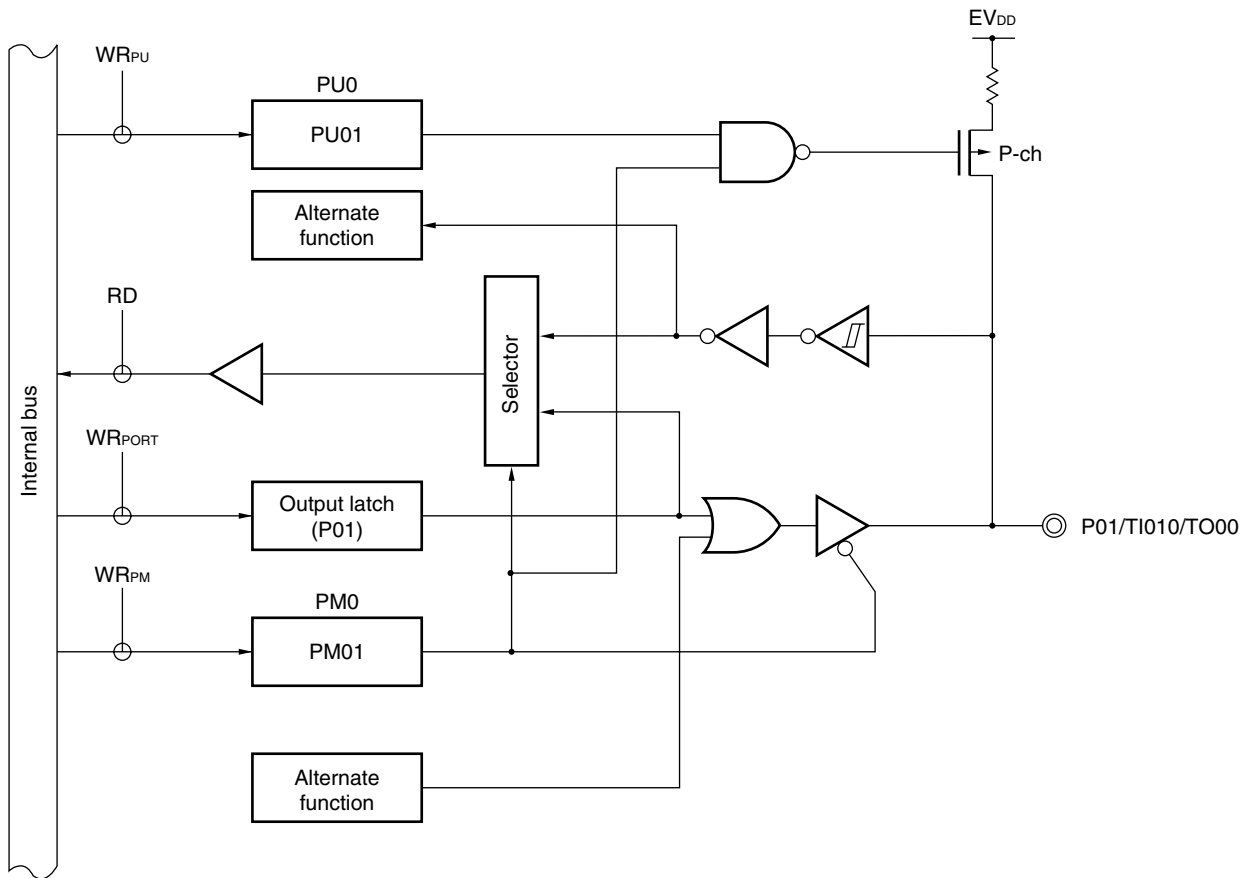 EVDD
WRPU
PU0
PU01
P-ch
Alternate
function
RD
Selector
Internal bus
WRPORT
Output latch
(P01)
P01/TI010/TO00
WRPM
PM0
PM01
Alternate
function